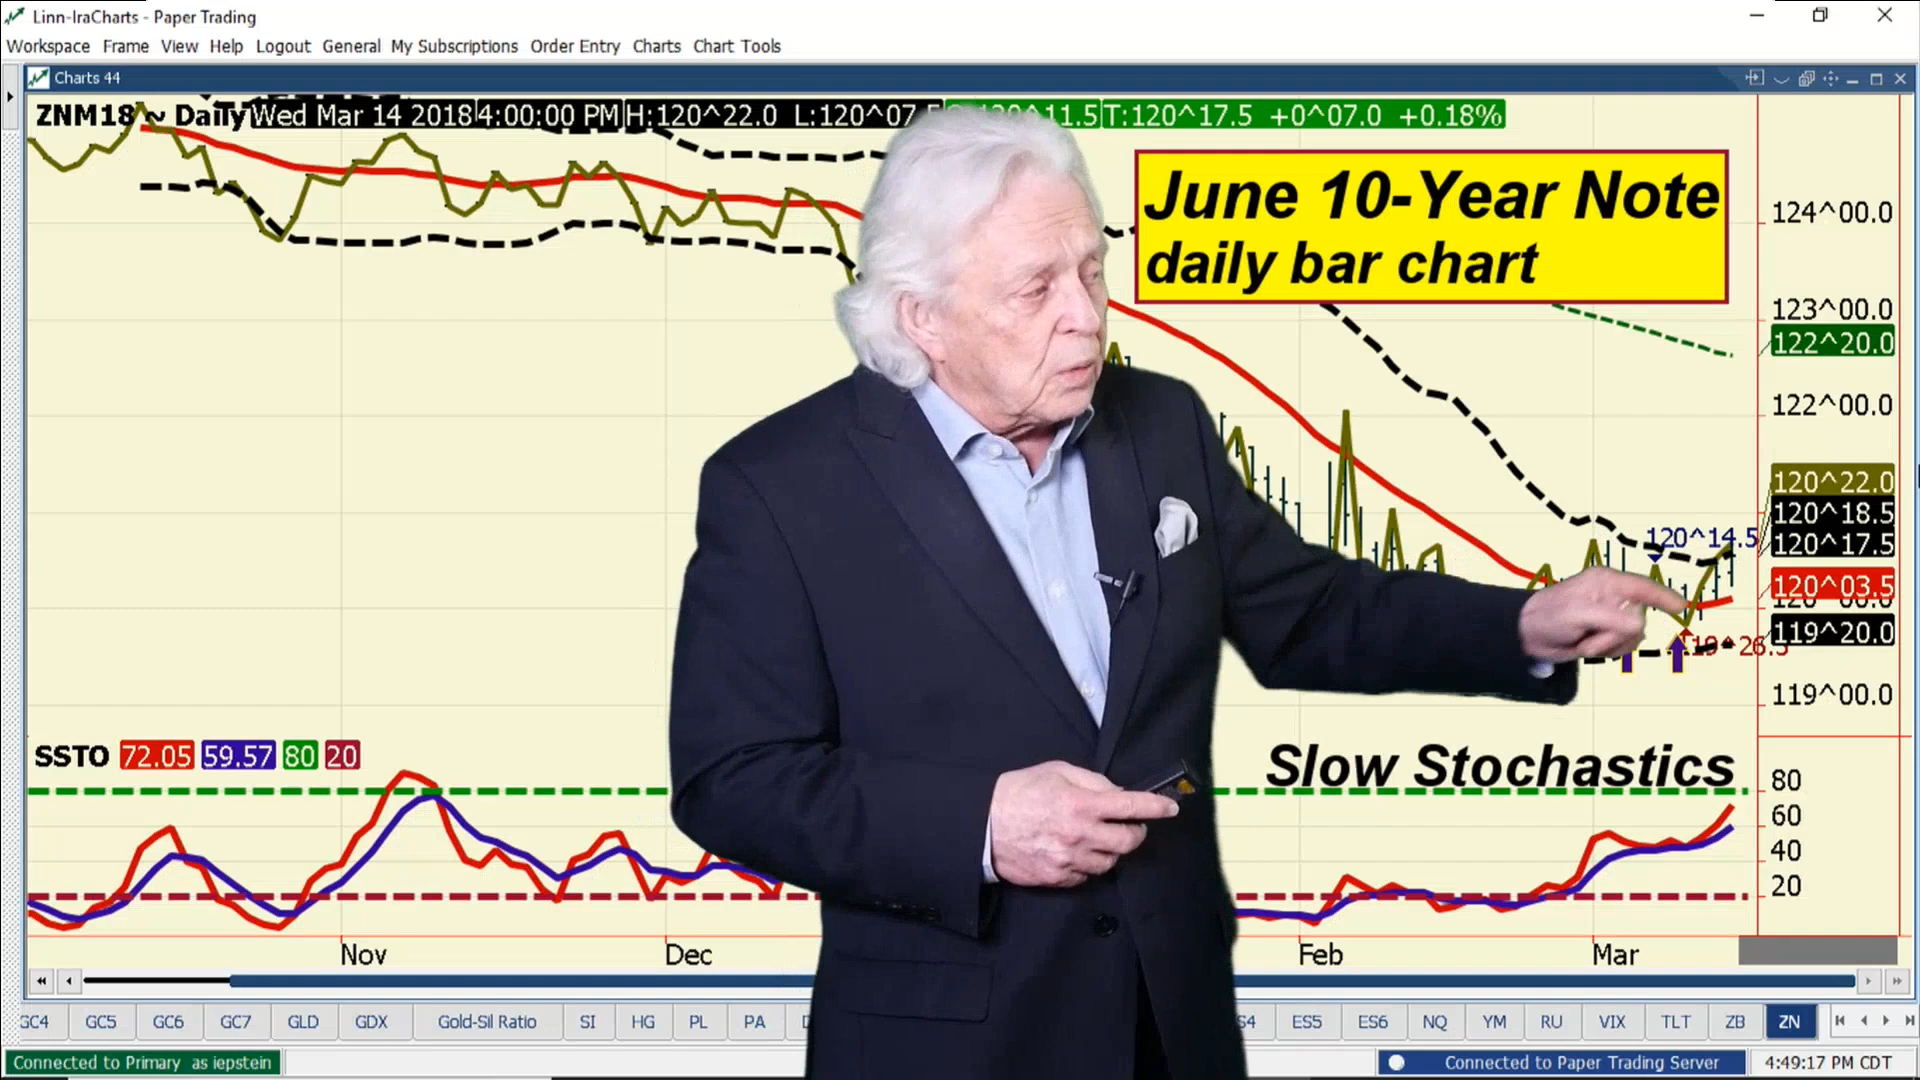 Linn-IraCharts - Paper Trading
Workspace Frame View Help Logout General My Subscriptions Order Entry Charts Chart Tools
Charts 44
ZNM18 ~ Daily Wed Mar 14 2018 4:00:00 PM H:120^22.0 L:120^07 T:120^17.5 +0^07.0 +0.18%
June 10-Year Note
daily bar chart
124^00.0
123^00.0
122^20.0
122^00.0
120^22.0
120^18.5
120^14.5
120^17.5
120^03.5
119^20.0
119^00.0
SSTO 72.05 59.57 80 20
Slow Stochastics
80
60
40
20
Nov Dec Feb Mar
GC4 GC5 GC6 GC7 GLD GDX Gold-Sil Ratio SI HG PL PA ES5 ES6 NQ YM RU VIX TLT ZB ZN
Connected to Primary as iepstein Connected to Paper Trading Server 4:49:17 PM CDT